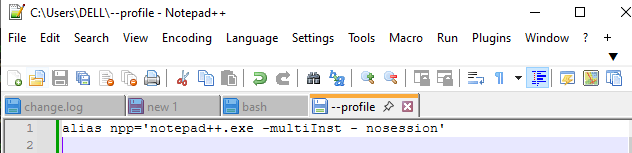 C:\Users\DELL\--profile - Notepad++
File Edit Search View Encoding Language Settings Tools Macro Run Plugins Window ? +
▼
change.log new 1 bash --profile
1 alias npp='notepad++.exe -multiInst - nosession'
2